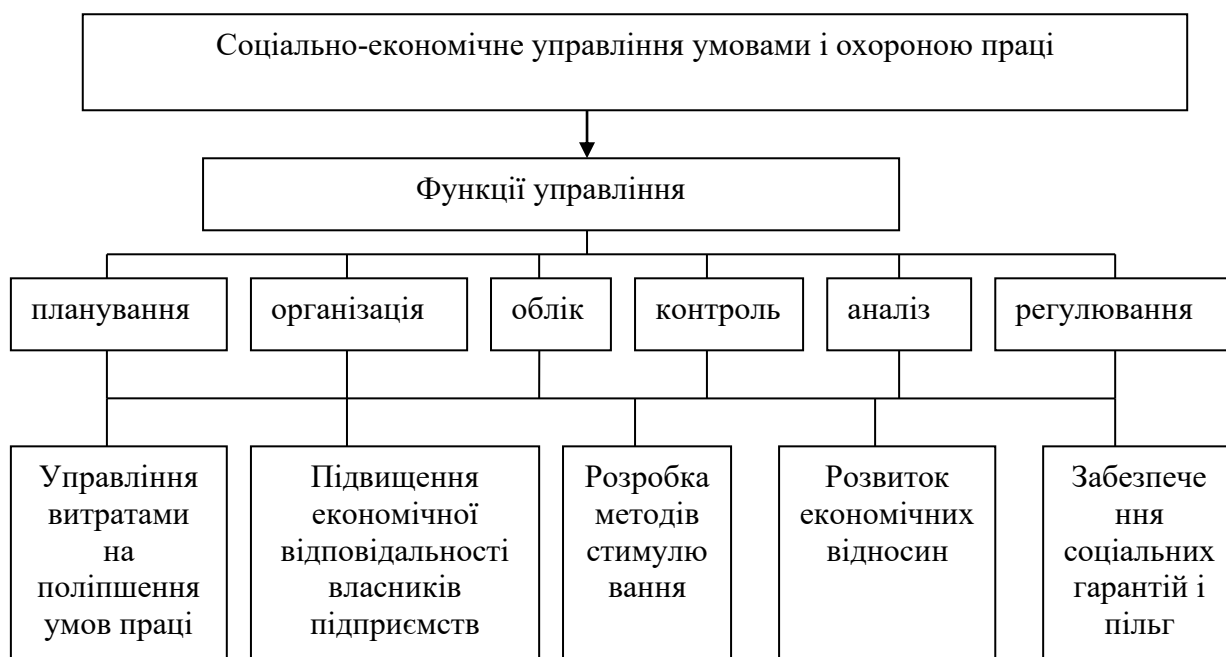 Соціально-економічне управління умовами і охороною праці
Функції управління
планування
організація
облік
контроль
аналіз
регулювання
Управління
витратами
на
поліпшення
умов праці
Підвищення
економічної
відповідальності
власників
підприємств
Розробка
методів
стимулю
вання
Розвиток
економічних
відносин
Забезпече
ння
соціальних
гарантій і
пільг